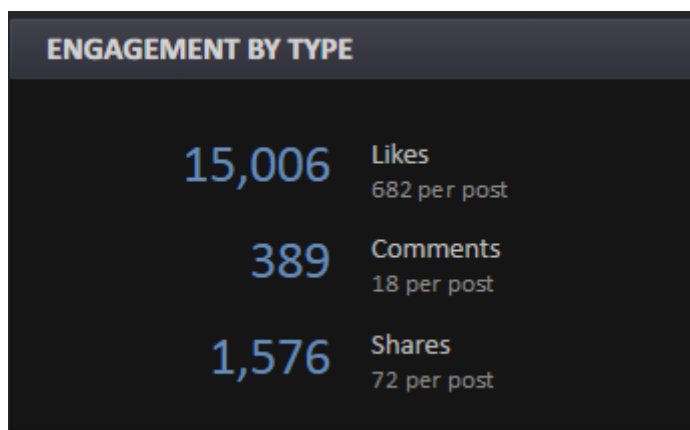 ENGAGEMENT BY TYPE
15,006 Likes
682 per post
389 Comments
18 per post
1,576 Shares
72 per post